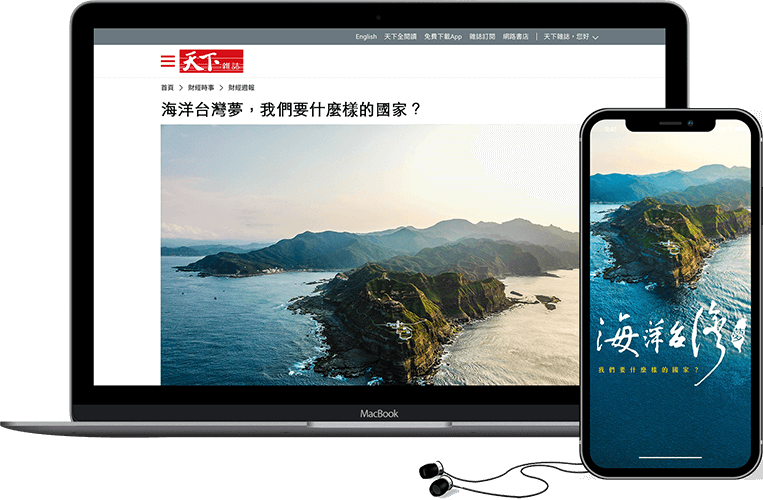 English 天下全閱讀 免費下載App 雜誌訂閱 網路書店 | 天下雜誌，您好
天下雜誌
首頁 > 財經時事 > 財經週報
海洋台灣夢，我們要什麼樣的國家？
海洋台灣
我們要什麼樣的國家？
MacBook